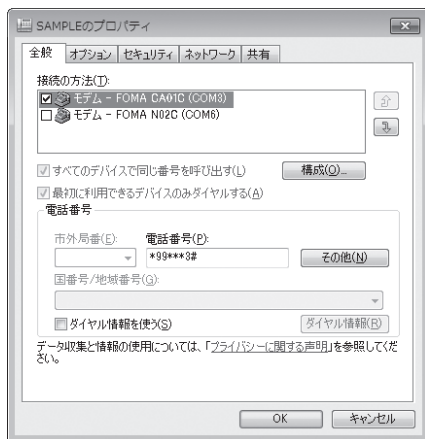 SAMPLEのプロパティ
全般 オプション セキュリティ ネットワーク 共有
接続の方法(T):
モデム - FOMA CA01C (COM3)
モデム - FOMA N02C (COM6)
すべてのデバイスで同じ番号を呼び出す(L) 構成(O)...
最初に利用できるデバイスのみダイヤルする(A)
電話番号
市外局番(E): 電話番号(P):
*99***3# その他(N)
国番号/地域番号(G):
ダイヤル情報を使う(S) ダイヤル情報(R)
データ収集と情報の使用については、「プライバシーに関する声明」を参照してくだ
さい。
OK キャンセル